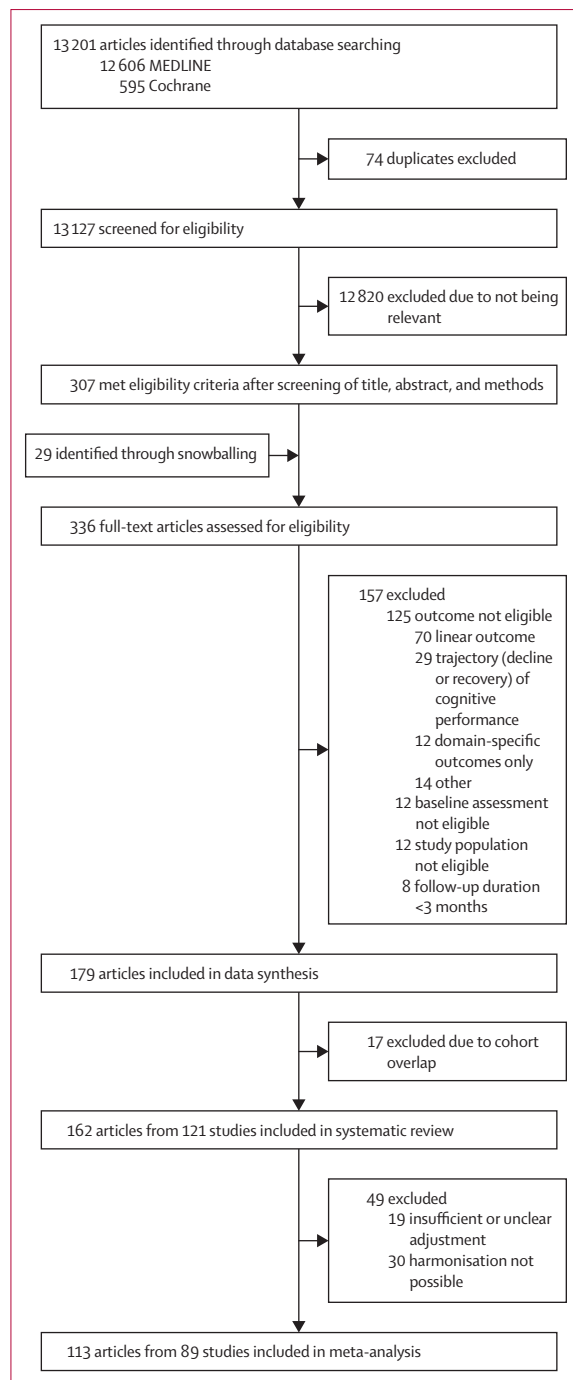 13 201 articles identified through database searching
12 606 MEDLINE
595 Cochrane
74 duplicates excluded
13 127 screened for eligibility
12 820 excluded due to not being
relevant
307 met eligibility criteria after screening of title, abstract, and methods
29 identified through snowballing
336 full-text articles assessed for eligibility
157 excluded
125 outcome not eligible
70 linear outcome
29 trajectory (decline
or recovery) of
cognitive
performance
12 domain-specific
outcomes only
14 other
12 baseline assessment
not eligible
12 study population
not eligible
8 follow-up duration
<3 months
179 articles included in data synthesis
17 excluded due to cohort
overlap
162 articles from 121 studies included in systematic review
49 excluded
19 insufficient or unclear
adjustment
30 harmonisation not
possible
113 articles from 89 studies included in meta-analysis